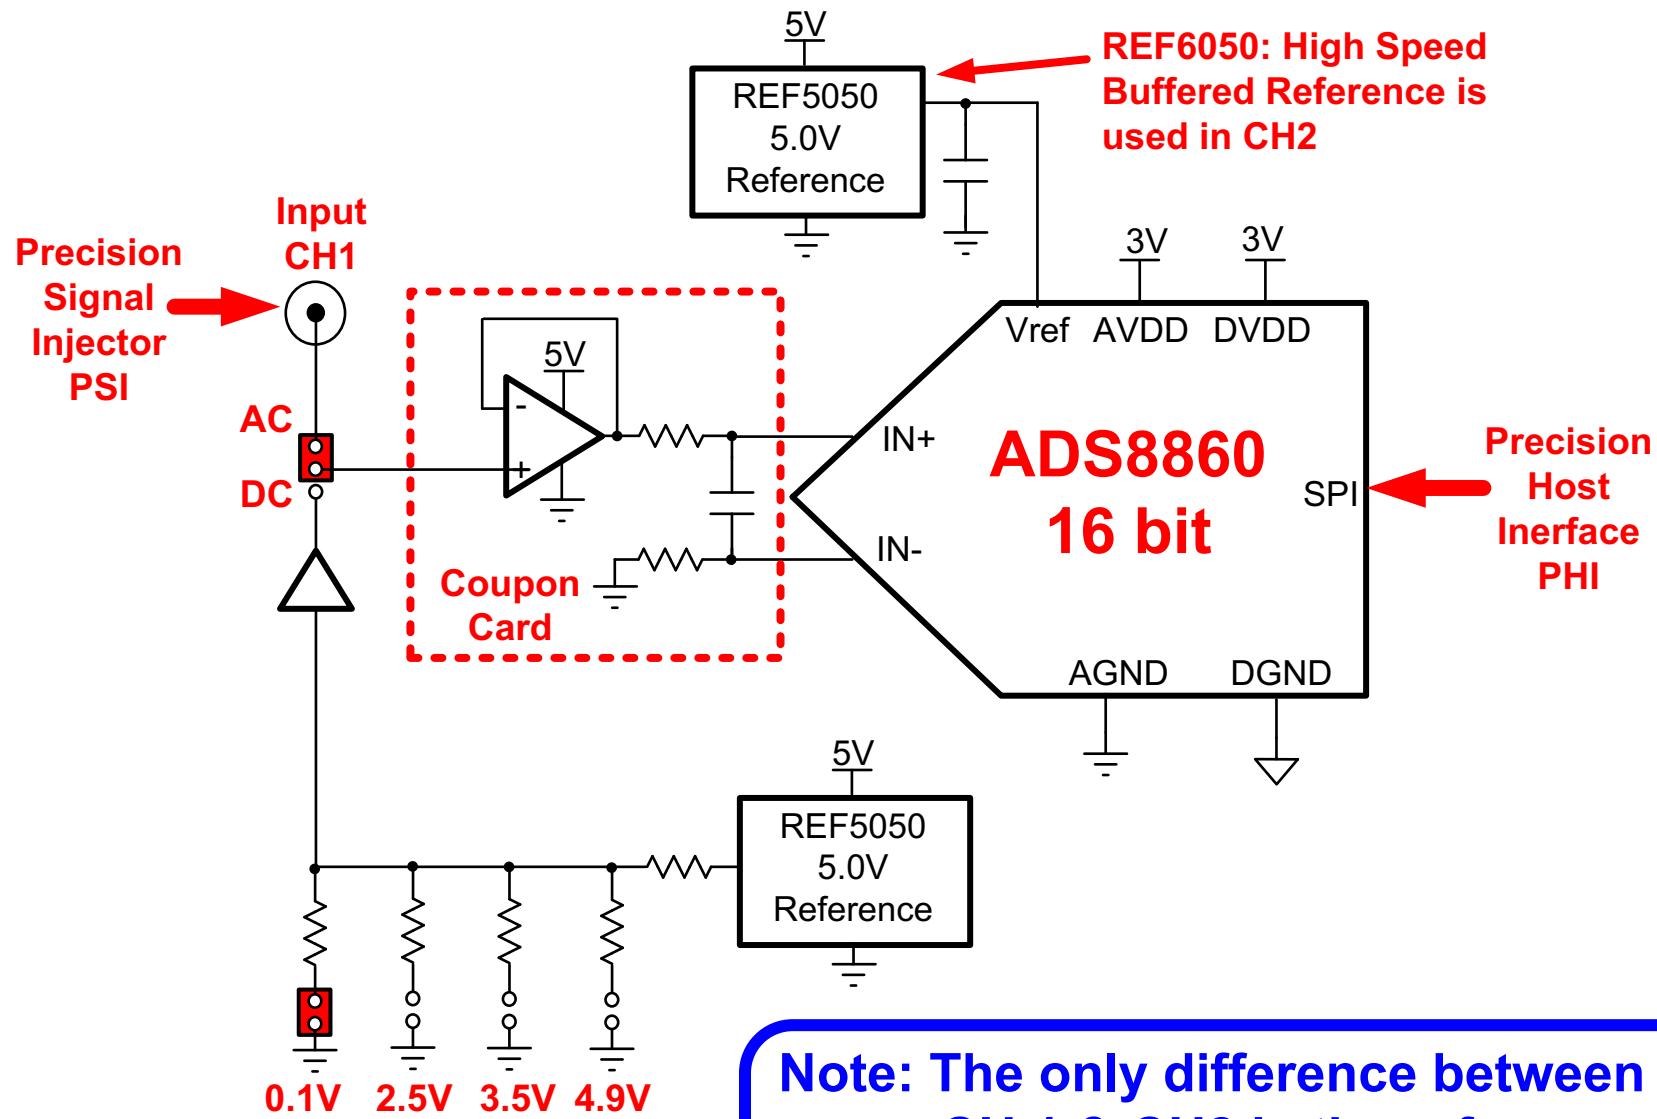 5V
REF5050
5.0V
Reference
REF6050: High Speed
Buffered Reference is
used in CH2
Input
CH1
Precision
Signal
Injector
PSI
AC
DC
5V
-
+
Coupon
Card
3V
3V
Vref AVDD DVDD
IN+
IN-
ADS8860
16 bit
SPI
AGND DGND
Precision
Host
Inerface
PHI
5V
REF5050
5.0V
Reference
0.1V 2.5V 3.5V 4.9V
Note: The only difference between